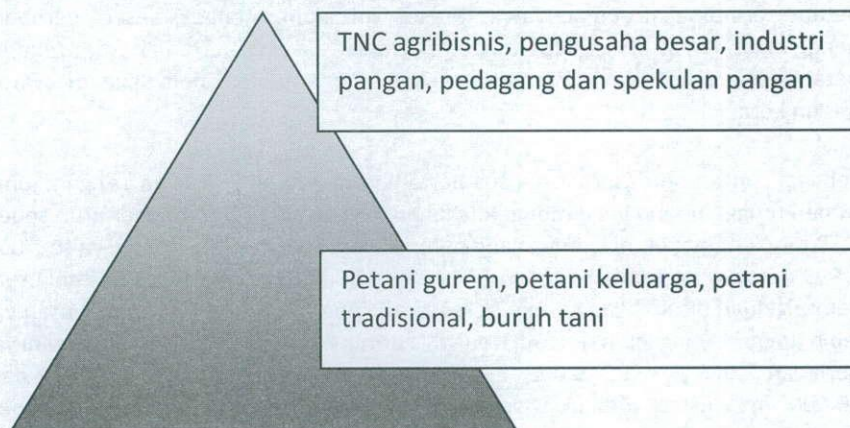 TNC agribisnis, pengusaha besar, industri
pangan, pedagang dan spekulan pangan
Petani gurem, petani keluarga, petani
tradisional, buruh tani